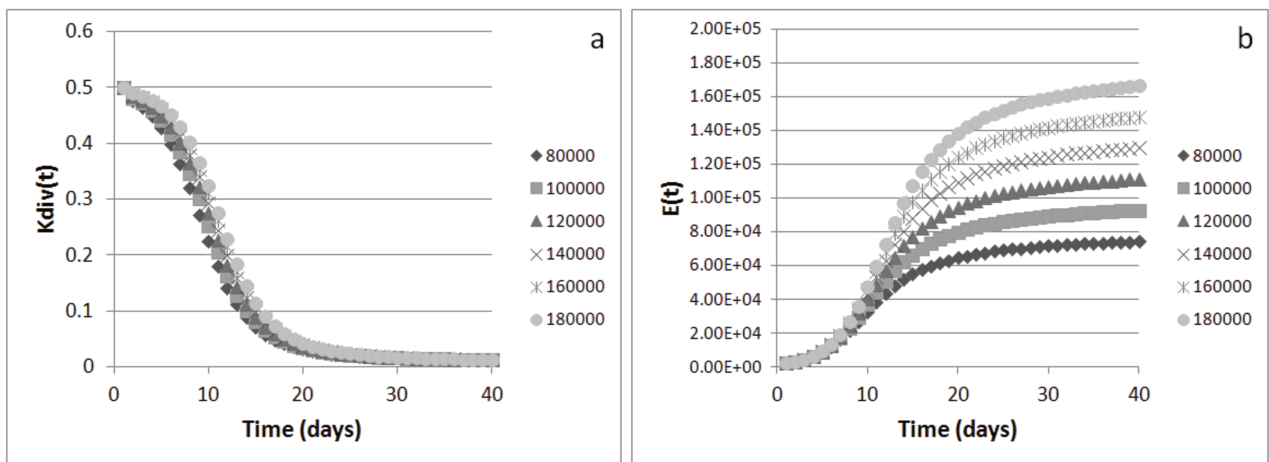 a
Kdiv(t)
0.6
0.5
0.4
0.3
0.2
0.1
0
0 10 20 30 40
Time (days)
80000
100000
120000
140000
160000
180000
b
E(t)
2.00E+05
1.80E+05
1.60E+05
1.40E+05
1.20E+05
1.00E+05
8.00E+04
6.00E+04
4.00E+04
2.00E+04
0.00E+00
0 10 20 30 40
Time (days)
80000
100000
120000
140000
160000
180000